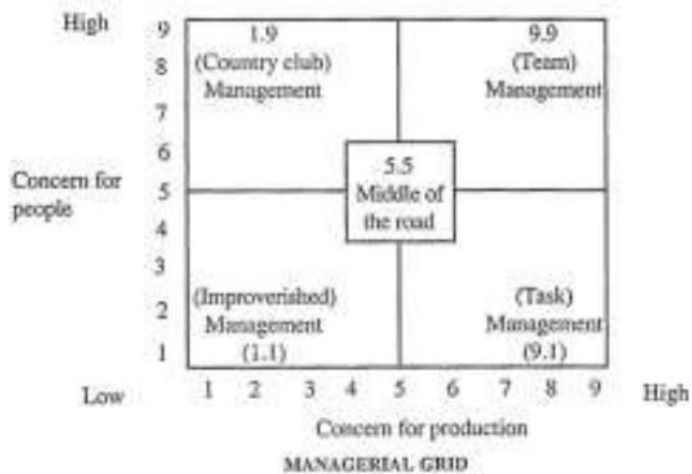 High
9
8
7
6
5
4
3
2
1
Concern for
people
1.9
(Country club)
Management
9.9
(Team)
Management
5.5
Middle of
the road
(Improverished)
Management
(1.1)
(Task)
Management
(9.1)
Low
1 2 3 4 5 6 7 8 9
High
Concern for production
MANAGERIAL GRID